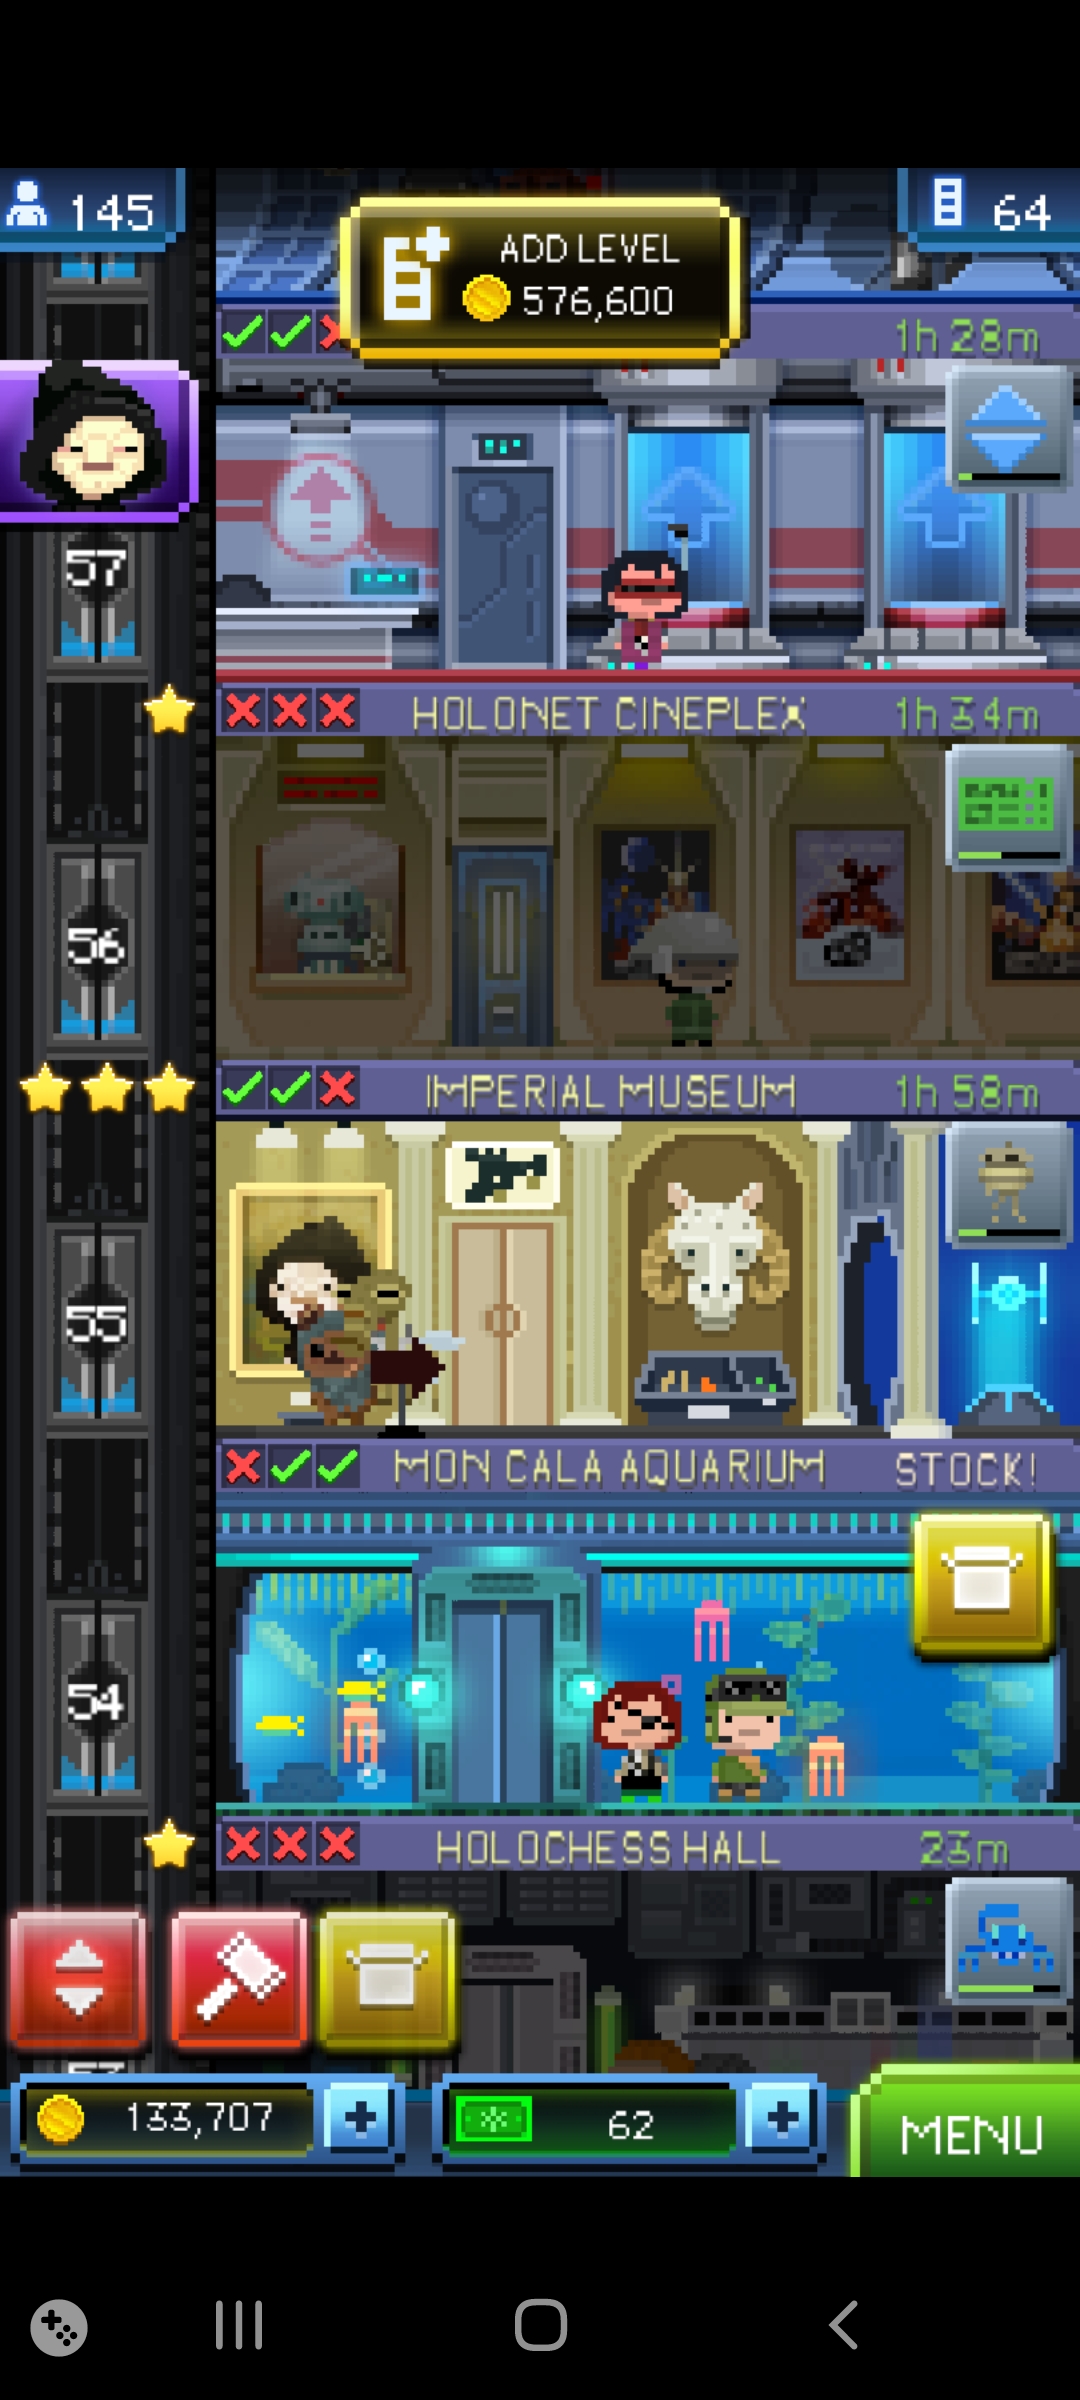 145
64
ADD LEVEL
576,600
1h 28m
57
HOLONET CINEPLEX
1h 34m
56
IMPERIAL MUSEUM
1h 58m
55
MON CALA AQUARIUM
STOCK!
54
HOLOCHESS HALL
23m
133,707
62
MENU